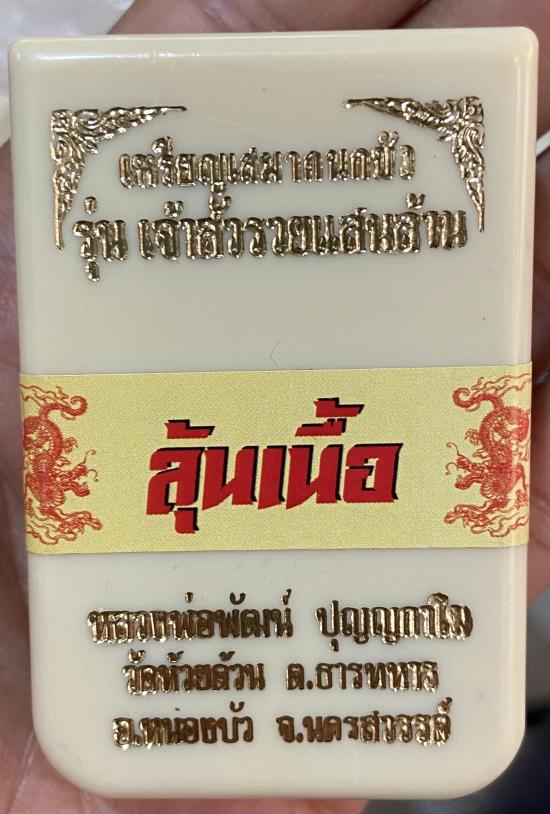 เหรียญเสมาคนกบัว
รุ่น เจ้าสัวรวยแสนล้าน
ลุ้นเนื้อ
หลวงพ่อพัฒน์ ปุญญกาโม
วัดห้วยด้วน ต.ธารทหาร
อ.หนองบัว จ.นครสวรรค์